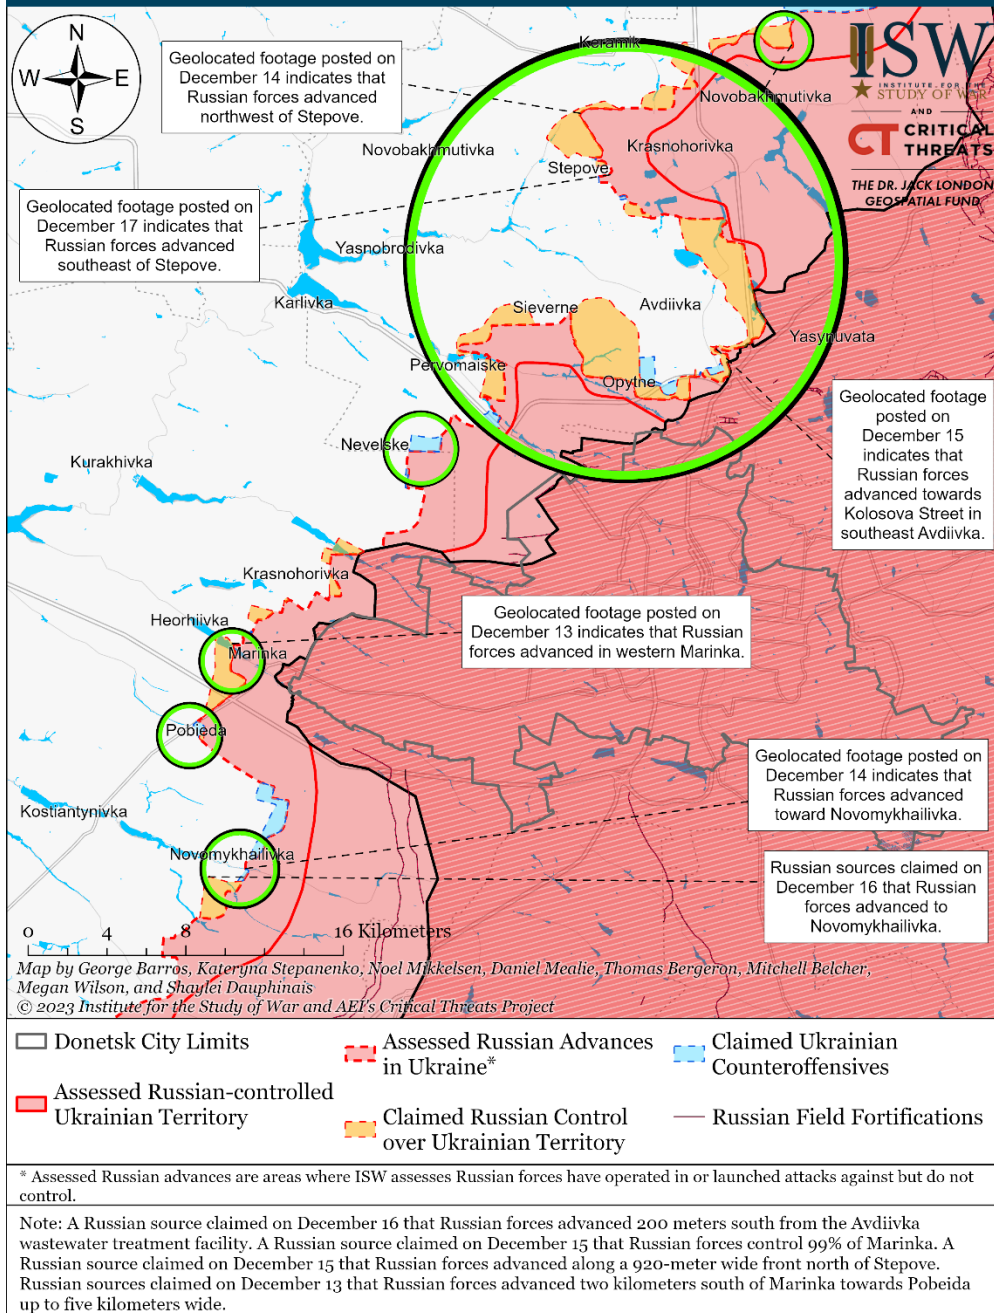 N
W E
S
Geolocated footage posted on
December 14 indicates that
Russian forces advanced
northwest of Stepove.
Keramik
ISW
INSTITUTE FOR THE
STUDY OF WAR
AND
CT CRITICAL
THREATS
THE DR. JACK LONDON
GEOSPATIAL FUND
Novobakhmutivka
Krasnohorivka
Novobakhmutivka
Stepove
Geolocated footage posted on
December 17 indicates that
Russian forces advanced
southeast of Stepove.
Yasnobrodivka
Karlivka
Sieverne
Avdiivka
Yasynuvata
Pervomaiske
Opytne
Geolocated footage
posted on
December 15
indicates that
Russian forces
advanced towards
Kolosova Street in
southeast Avdiivka.
Nevelske
Kurakhivka
Krasnohorivka
Heorhiivka
Marinka
Geolocated footage posted on
December 13 indicates that Russian
forces advanced in western Marinka.
Pobieda
Geolocated footage posted on
December 14 indicates that
Russian forces advanced
toward Novomykhailivka.
Kostiantynivka
Novomykhailivka
Russian sources claimed on
December 16 that Russian
forces advanced to
Novomykhailivka.
0 4 8 16 Kilometers
Map by George Barros, Kateryna Stepanenko, Noel Mikkelsen, Daniel Mealie, Thomas Bergeron, Mitchell Belcher,
Megan Wilson, and Shaylei Dauphinais
© 2023 Institute for the Study of War and AEI's Critical Threats Project
Donetsk City Limits
Assessed Russian-controlled
Ukrainian Territory
Assessed Russian Advances
in Ukraine*
Claimed Russian Control
over Ukrainian Territory
Claimed Ukrainian
Counteroffensives
Russian Field Fortifications
* Assessed Russian advances are areas where ISW assesses Russian forces have operated in or launched attacks against but do not
control.
Note: A Russian source claimed on December 16 that Russian forces advanced 200 meters south from the Avdiivka
wastewater treatment facility. A Russian source claimed on December 15 that Russian forces control 99% of Marinka. A
Russian source claimed on December 15 that Russian forces advanced along a 920-meter wide front north of Stepove.
Russian sources claimed on December 13 that Russian forces advanced two kilometers south of Marinka towards Pobeida
up to five kilometers wide.